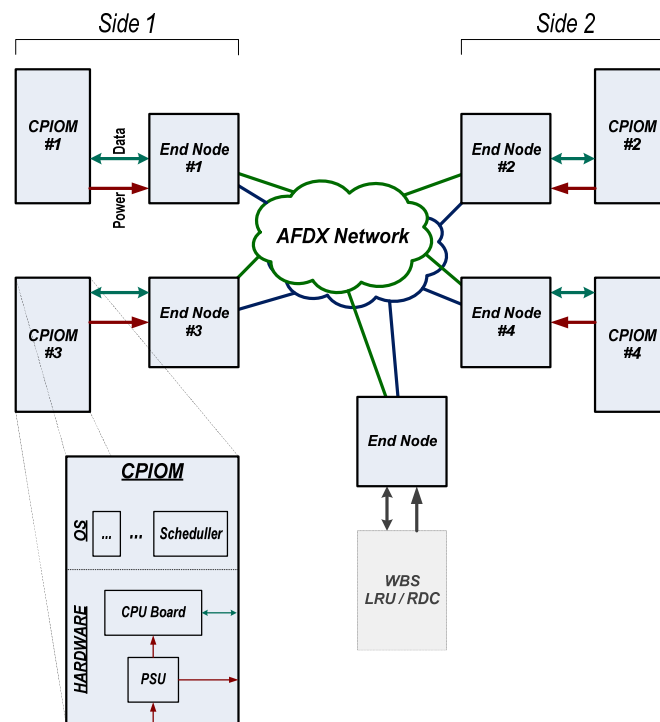 Side 1
Side 2
CPIOM
#1
Data
Power
End Node
#1
End Node
#2
CPIOM
#2
AFDX Network
CPIOM
#3
End Node
#3
End Node
#4
CPIOM
#4
End Node
WBS
LRU / RDC
CPIOM
OS
...
...
Scheduller
HARDWARE
CPU Board
PSU